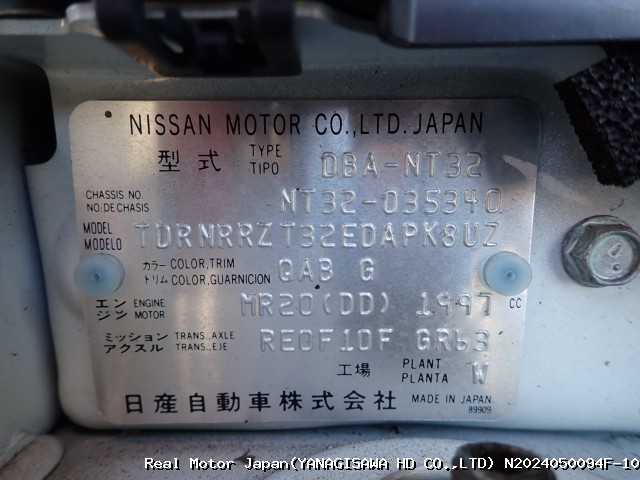 NISSAN MOTOR CO.,LTD. JAPAN
型式 TYPE TIPO DBA-NT32
CHASSIS NO. NO.DE CHASIS NT32-035340
MODEL MODELO TDRNRRZ T32EDAPK8UZ
カラー COLOR,TRIM トリム COLOR,GUARNICION QAB G
エンジン ENGINE MOTOR MR20(DD) 1997 CC
ミッション TRANS.,AXLE アクスル TRANS.,EJE RE0F10F GR63
工場 PLANT PLANTA W
日産自動車株式会社 MADE IN JAPAN
89909
Real Motor Japan(YANAGISAWA HD CO.,LTD) N2024050094F-10